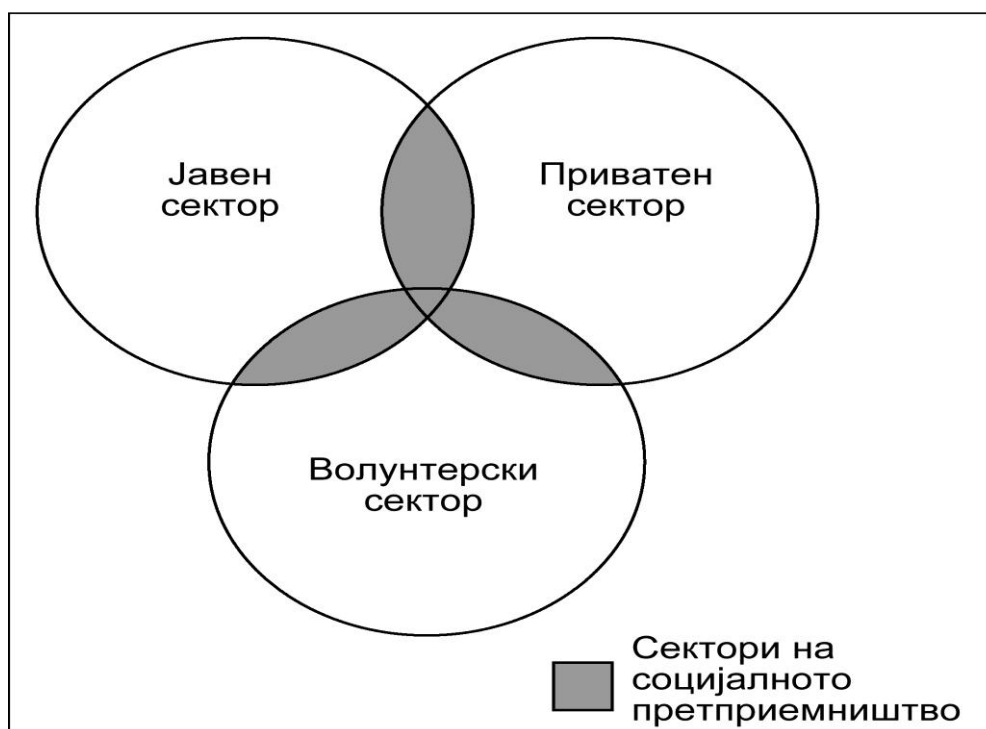 Јавен
сектор
Приватен
сектор
Волунтерски
сектор
Сектори на
социјалното
претприемништво